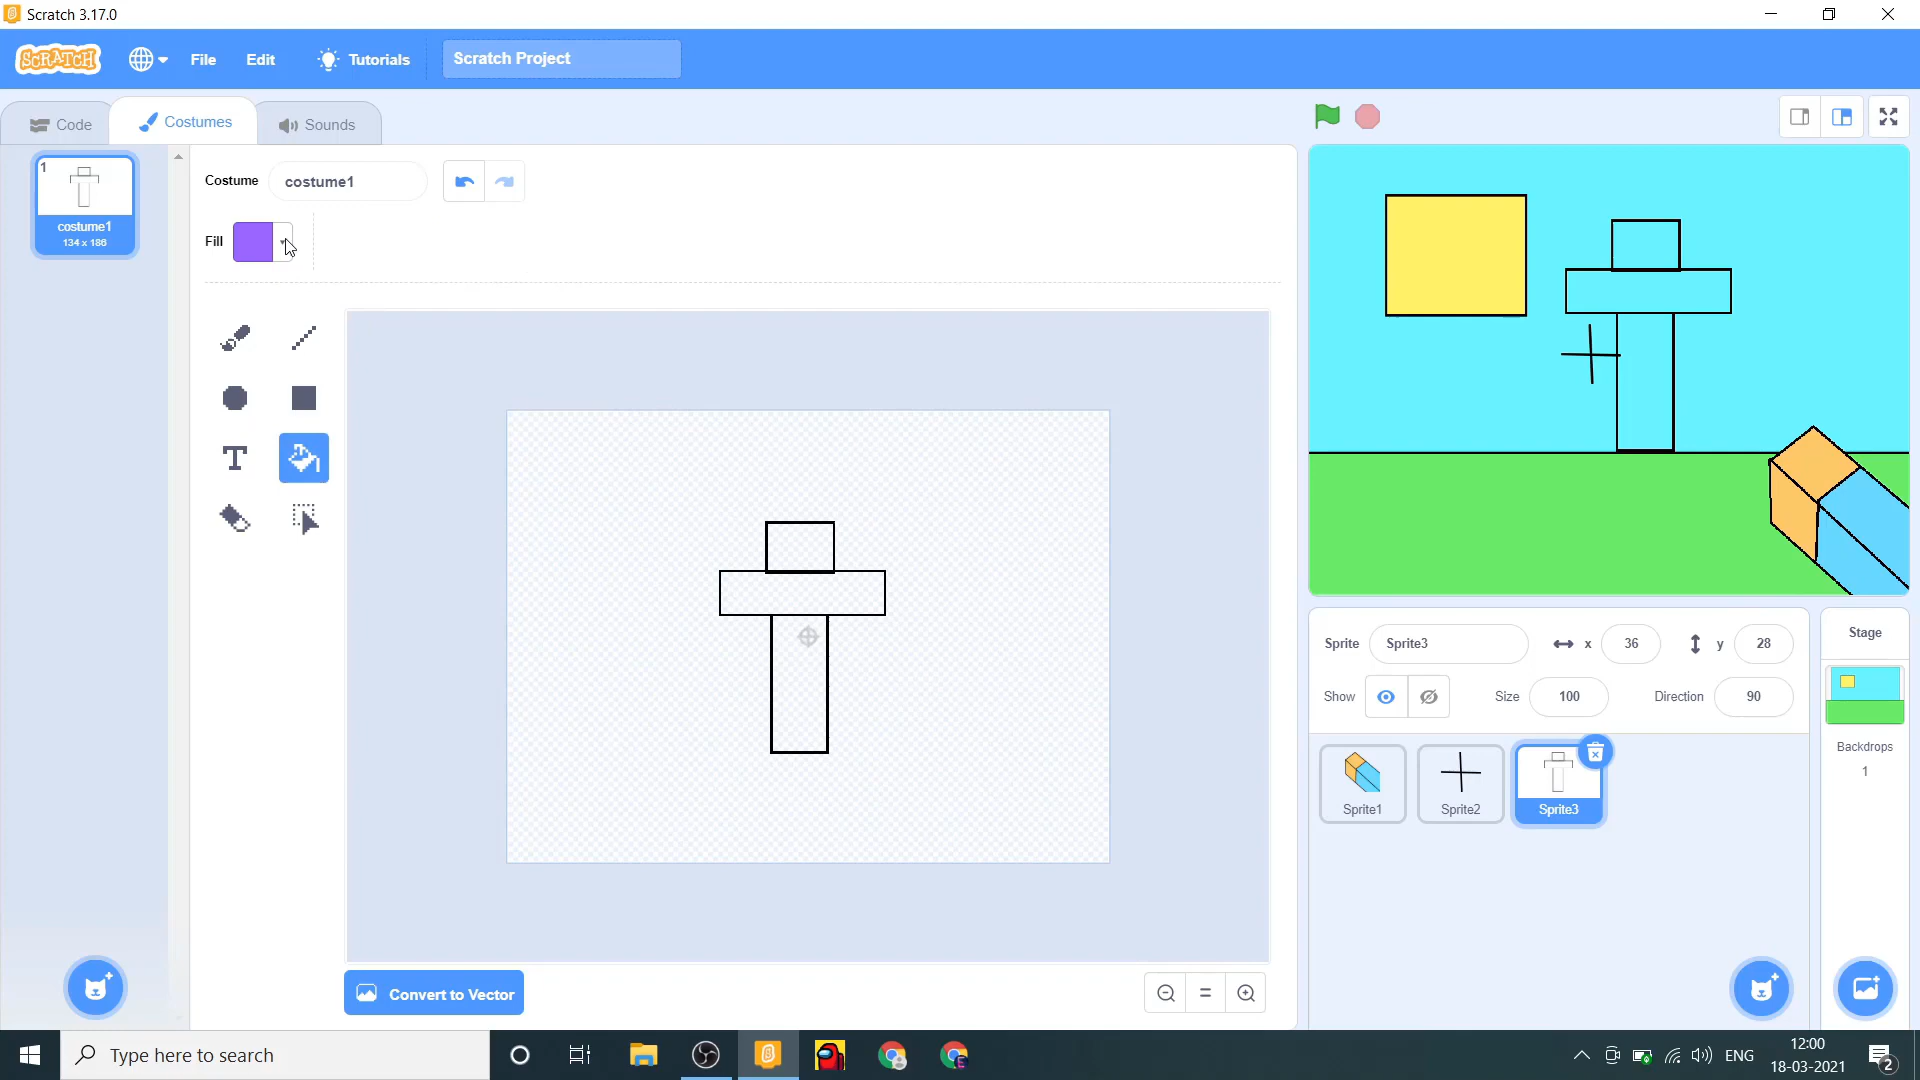 Scratch 3.17.0
SCRATCH File Edit Tutorials Scratch Project
Code Costumes Sounds
1
costume1
134 x 186
Costume costume1
Fill
T
Convert to Vector
Sprite Sprite3 x 36 y 28
Show Size 100 Direction 90
Sprite1 Sprite2 Sprite3
Stage
Backdrops
1
Type here to search
ENG
12:00
18-03-2021
2